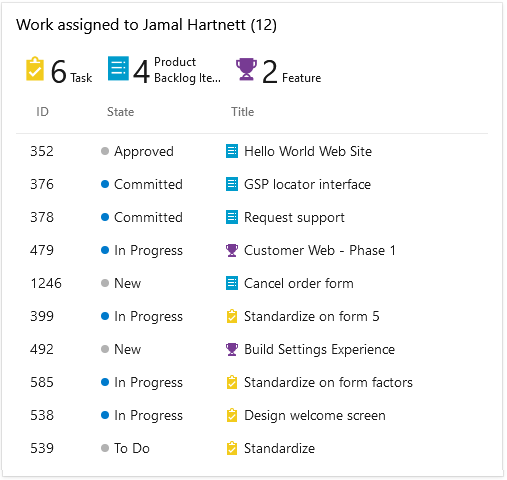 Work assigned to Jamal Hartnett (12)
6 Task 4 Product Backlog Ite... 2 Feature
ID State Title
352 Approved Hello World Web Site
376 Committed GSP locator interface
378 Committed Request support
479 In Progress Customer Web - Phase 1
1246 New Cancel order form
399 In Progress Standardize on form 5
492 New Build Settings Experience
585 In Progress Standardize on form factors
538 In Progress Design welcome screen
539 To Do Standardize